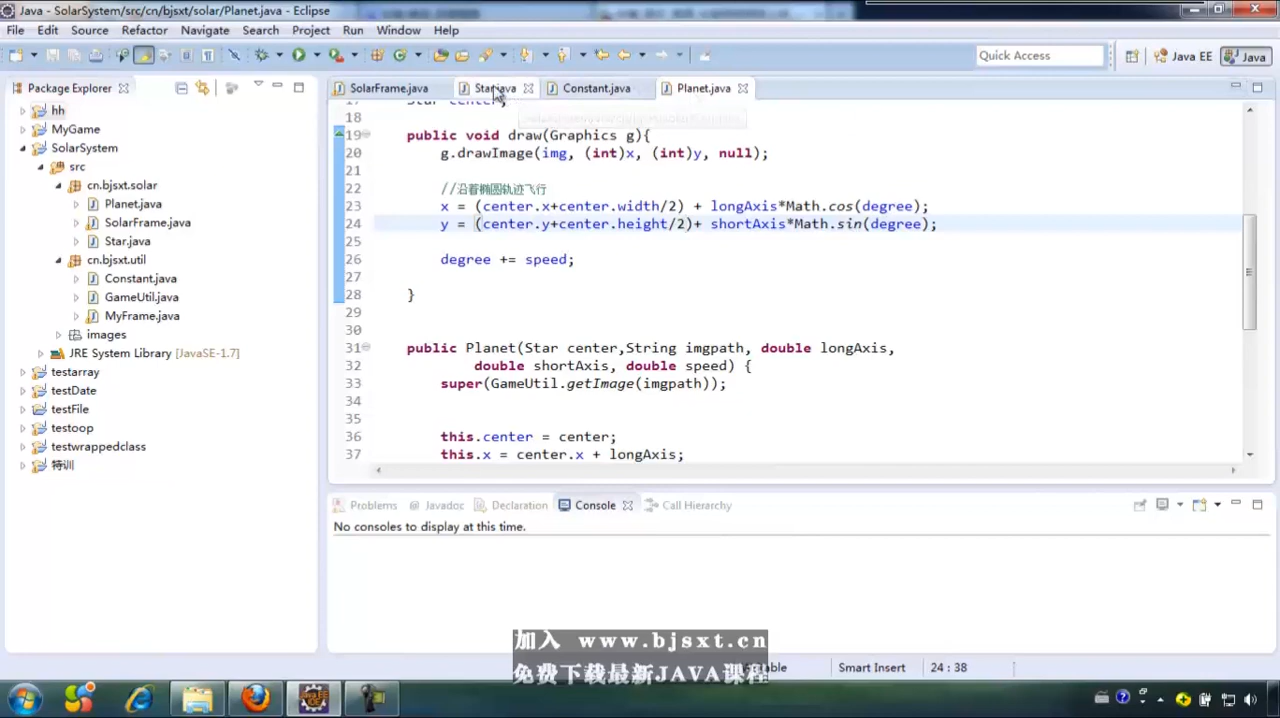 Java - SolarSystem/src/cn/bjsxt/solar/Planet.java - Eclipse
File Edit Source Refactor Navigate Search Project Run Window Help
Quick Access
Java EE
Java
Package Explorer
SolarFrame.java
Star.java
Constant.java
Planet.java
hh
MyGame
SolarSystem
src
cn.bjsxt.solar
Planet.java
SolarFrame.java
Star.java
cn.bjsxt.util
Constant.java
GameUtil.java
MyFrame.java
images
JRE System Library [JavaSE-1.7]
testarray
testDate
testFile
testoop
testwrappedclass
特训
17 Star center;
18
19 public void draw(Graphics g){
20 g.drawImage(img, (int)x, (int)y, null);
21
22 //沿着椭圆轨迹飞行
23 x = (center.x+center.width/2) + longAxis*Math.cos(degree);
24 y = (center.y+center.height/2)+ shortAxis*Math.sin(degree);
25
26 degree += speed;
27
28 }
29
30
31 public Planet(Star center,String imgpath, double longAxis,
32 double shortAxis, double speed) {
33 super(GameUtil.getImage(imgpath));
34
35
36 this.center = center;
37 this.x = center.x + longAxis;
Problems @ Javadoc Declaration Console Call Hierarchy
No consoles to display at this time.
加入 www.bjsxt.cn
免费下载最新JAVA课程
Smart Insert
24 : 38